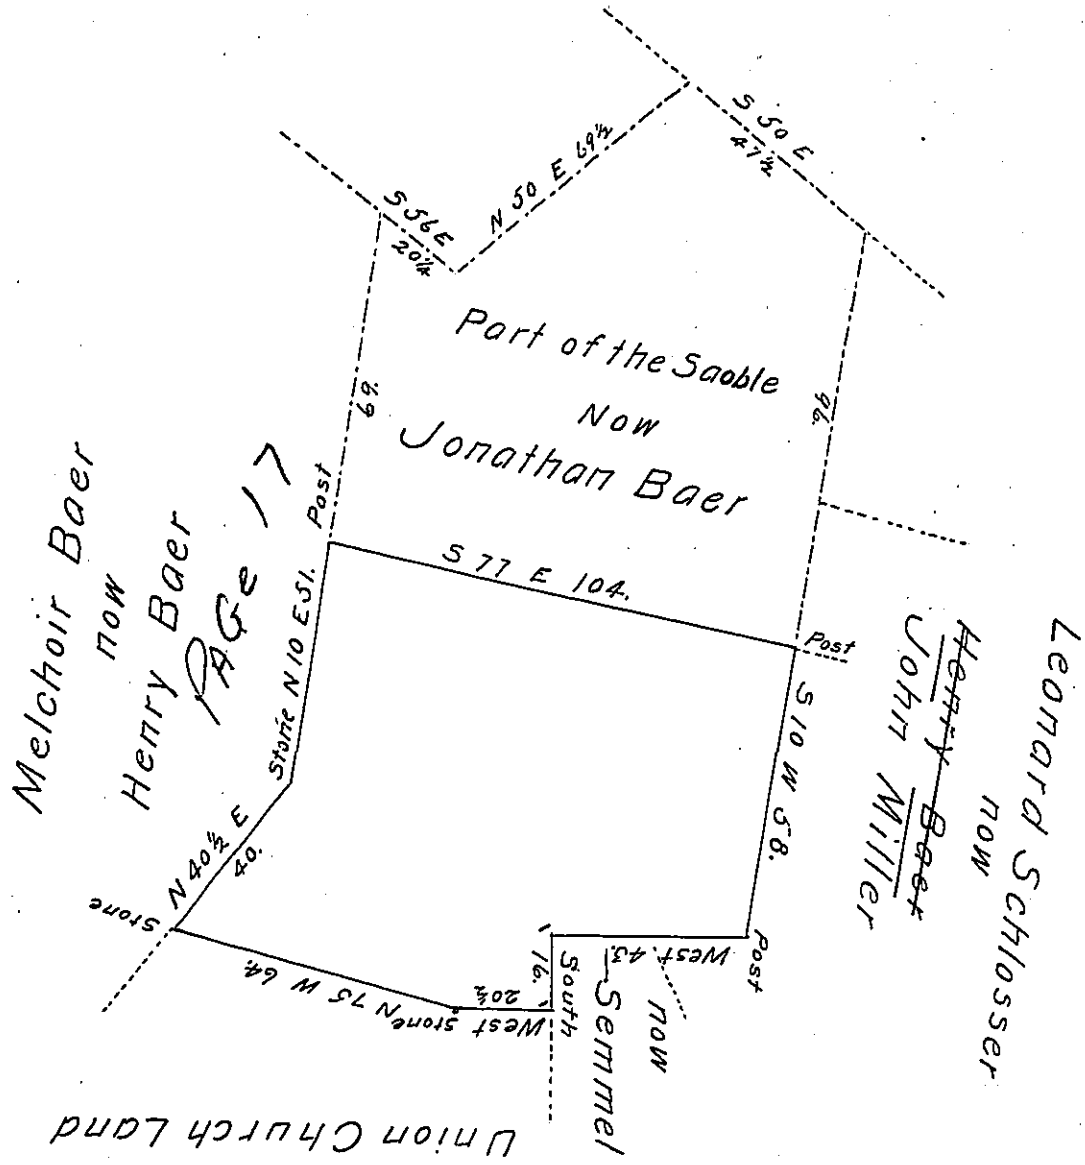 S 50 E
47½
N 50 E 69½
S 56 E
20¼
Part of the Saoble
Now
Jonathan Baer
69.
96.
Post
S 77 E 104.
Post
Melchoir Baer
now
Henry Baer
PAGE 17
Stone N 10 E 51.
N 40½ E
40.
Stone
S 10 W 58.
Post
Leonard Schlosser
now
Henry Baer
John Miller
West. 43.
South
16.
West
20½
Stone
N 75 W 64.
now
Semmel
Union Church Land